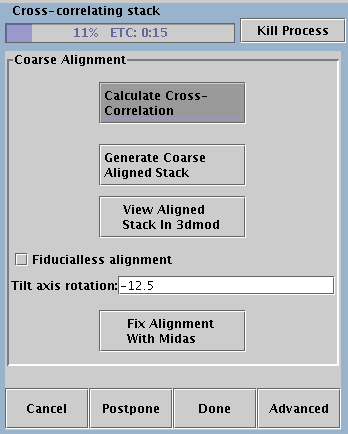 Cross-correlating stack
11% ETC: 0:15
Kill Process
Coarse Alignment
Calculate Cross-
Correlation
Generate Coarse
Aligned Stack
View Aligned
Stack In 3dmod
Fiducialless alignment
Tilt axis rotation: -12.5
Fix Alignment
With Midas
Cancel
Postpone
Done
Advanced